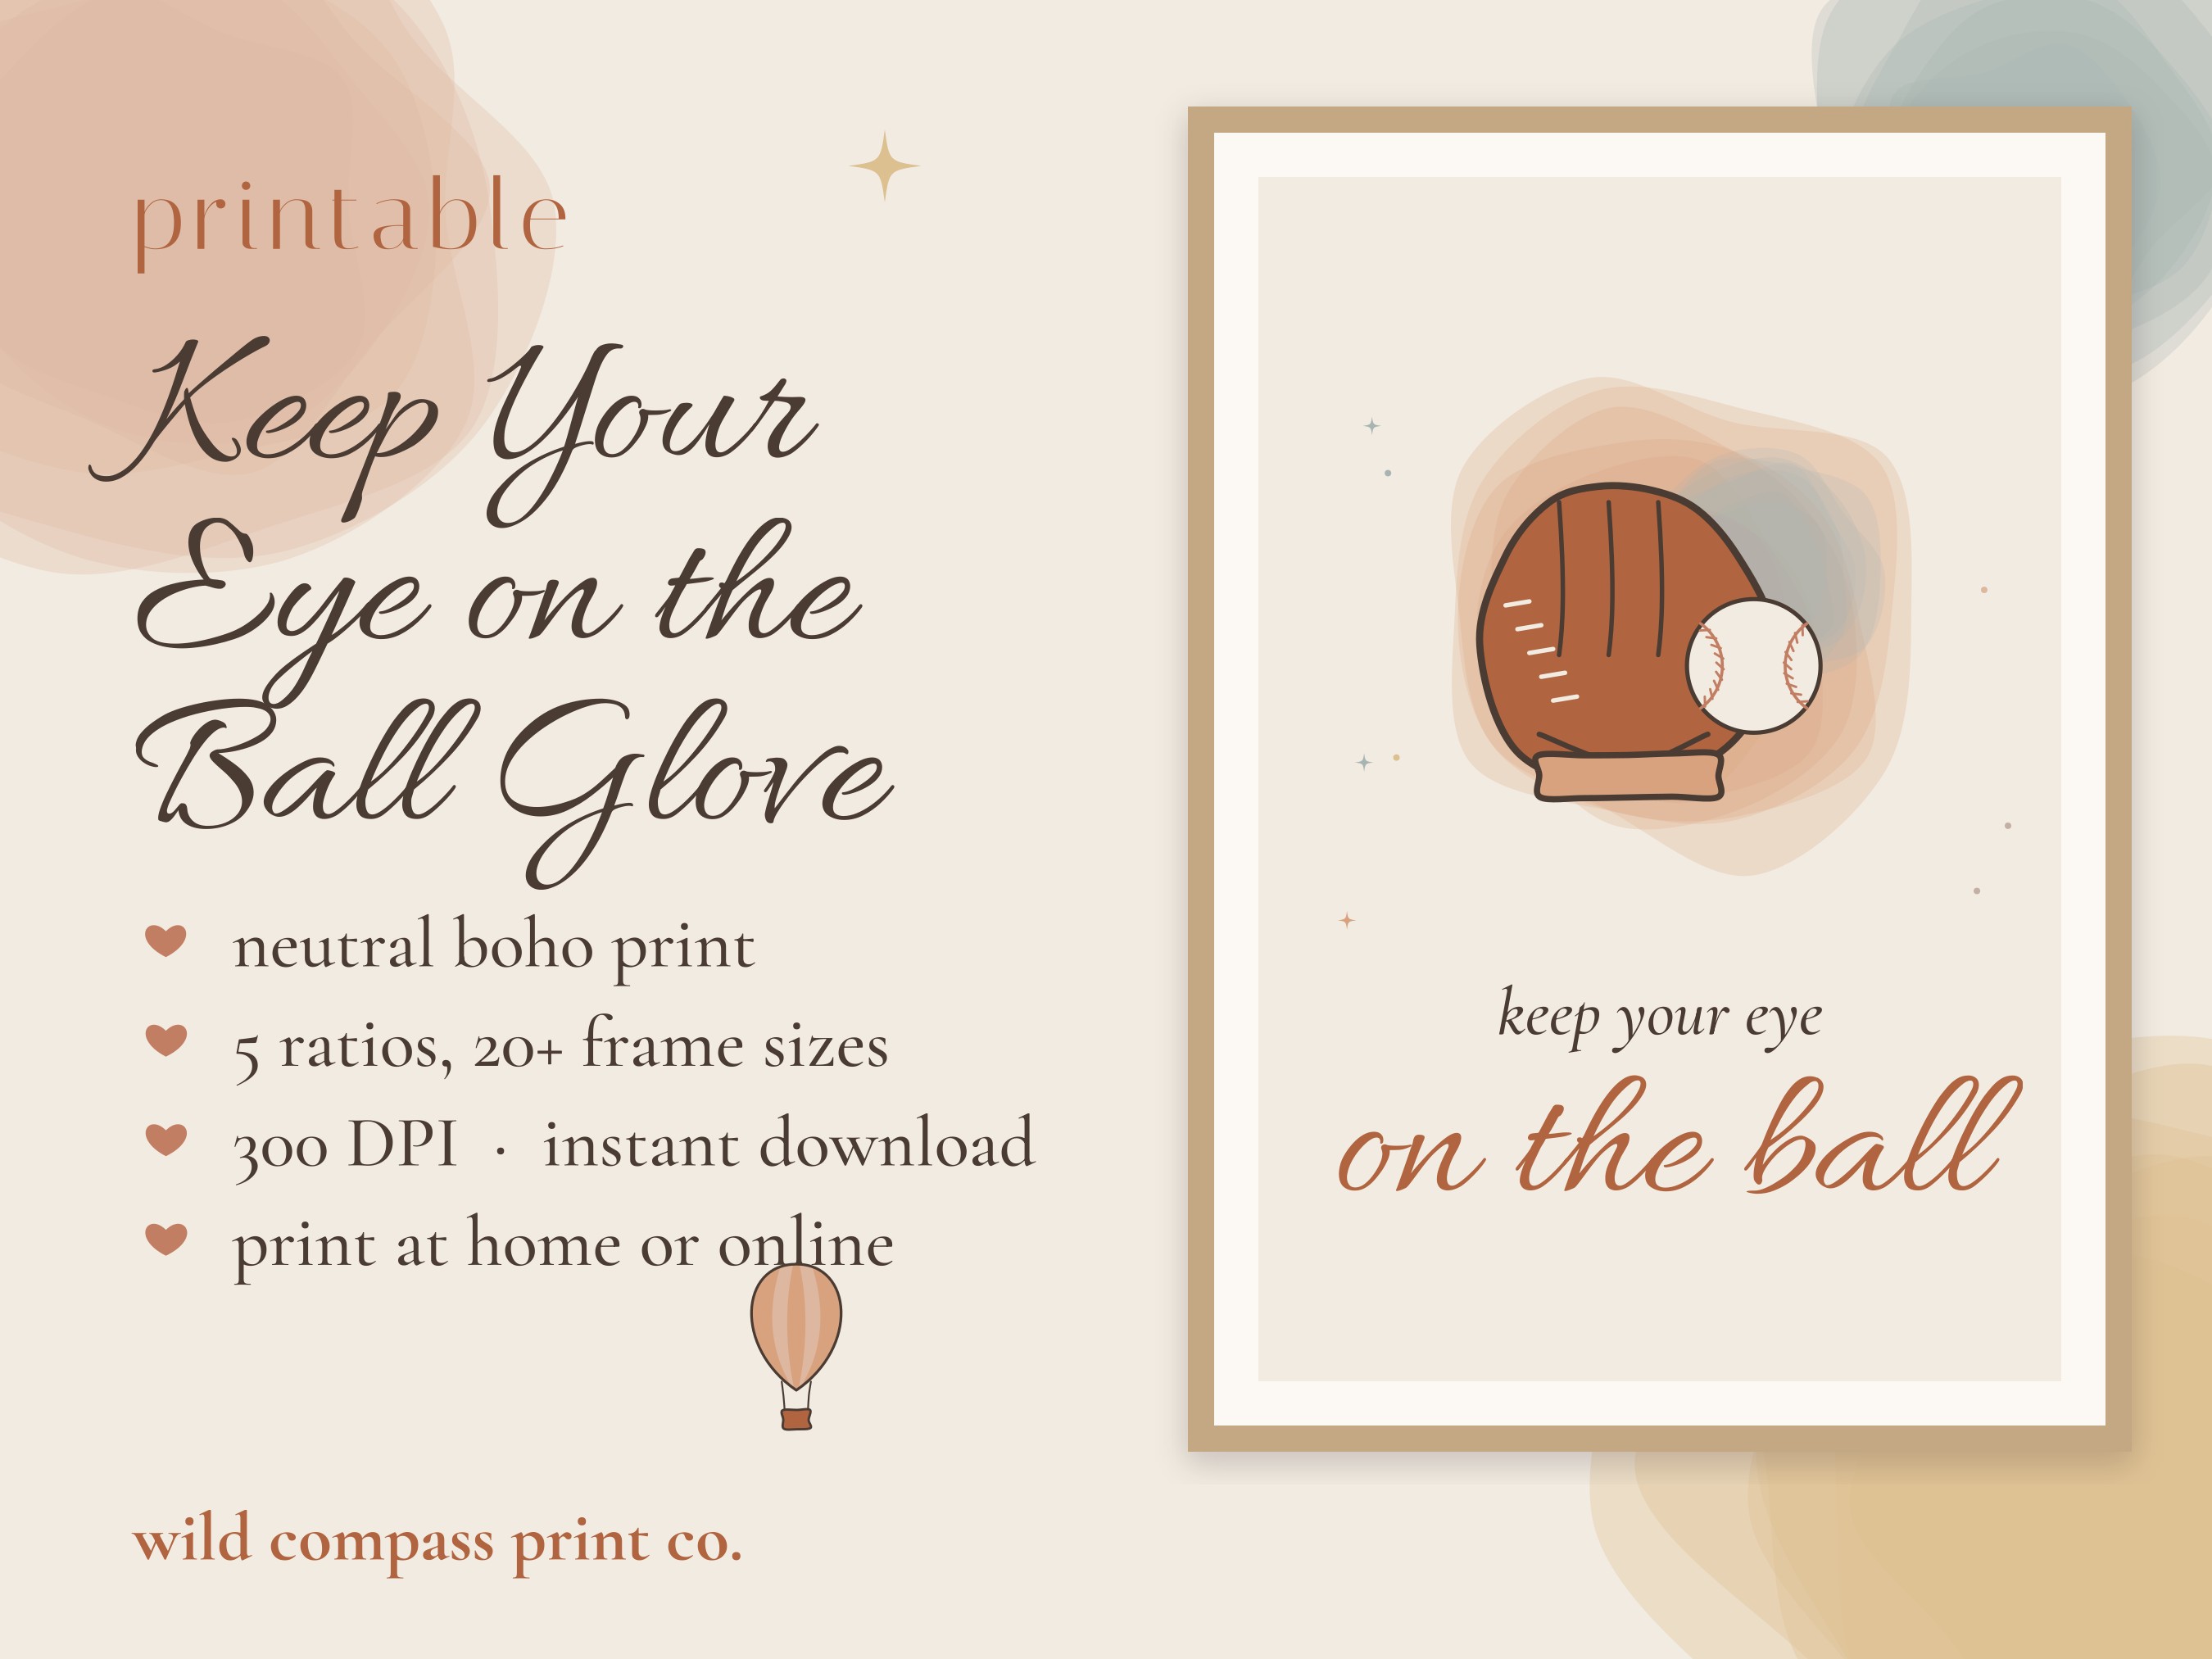 printable
Keep Your
Eye on the
Ball Glove
neutral boho print
5 ratios, 20+ frame sizes
300 DPI · instant download
print at home or online
wild compass print co.
keep your eye
on the ball